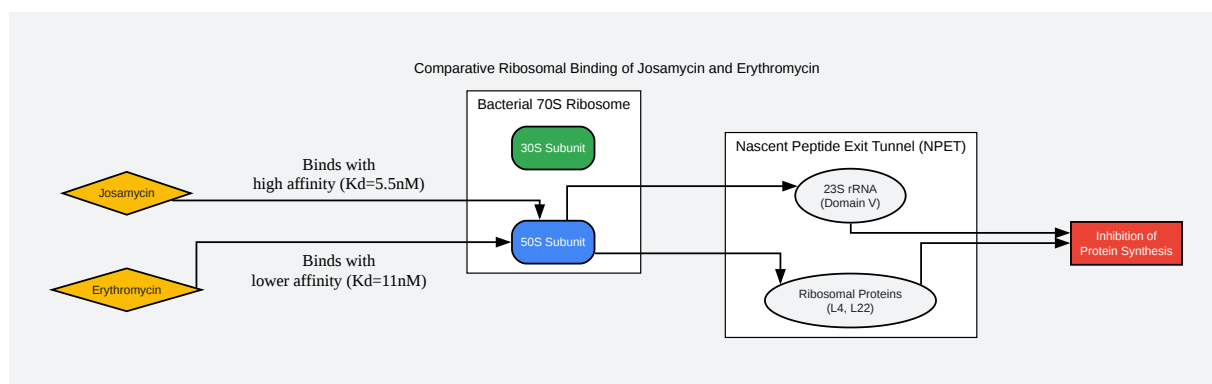 Comparative Ribosomal Binding of Josamycin and Erythromycin
Bacterial 70S Ribosome
30S Subunit
50S Subunit
Nascent Peptide Exit Tunnel (NPET)
23S rRNA
(Domain V)
Ribosomal Proteins
(L4, L22)
Josamycin
Binds with
high affinity (Kd=5.5nM)
Erythromycin
Binds with
lower affinity (Kd=11nM)
Inhibition of
Protein Synthesis